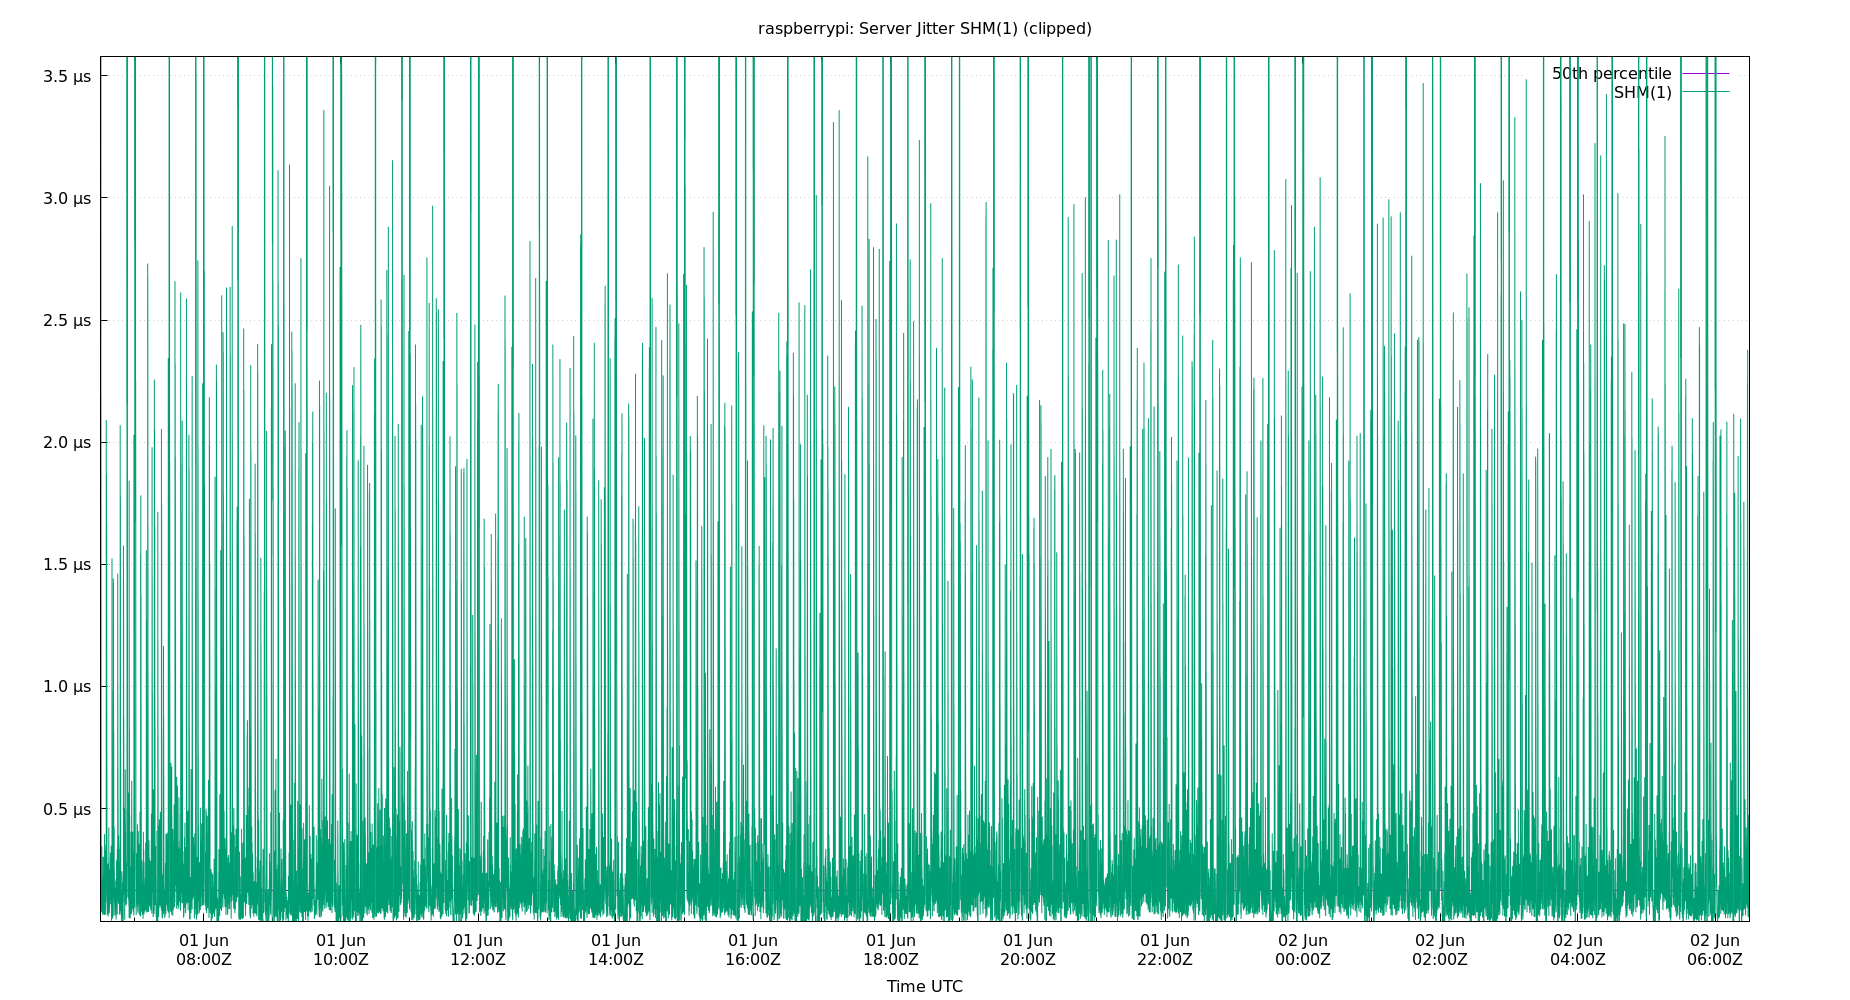 raspberrypi: Server Jitter SHM(1) (clipped)
50th percentile
SHM(1)
3.5 µs
3.0 µs
2.5 µs
2.0 µs
1.5 µs
1.0 µs
0.5 µs
01 Jun 01 Jun 01 Jun 01 Jun 01 Jun 01 Jun 01 Jun 01 Jun 02 Jun 02 Jun 02 Jun 02 Jun
08:00Z 10:00Z 12:00Z 14:00Z 16:00Z 18:00Z 20:00Z 22:00Z 00:00Z 02:00Z 04:00Z 06:00Z
Time UTC